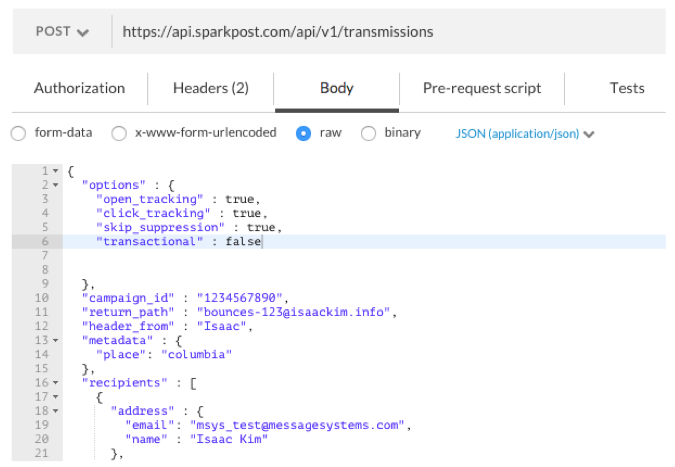 POST https://api.sparkpost.com/api/v1/transmissions
Authorization Headers (2) Body Pre-request script Tests
form-data x-www-form-urlencoded raw binary JSON (application/json)
1 {
2 "options" : {
3 "open_tracking" : true,
4 "click_tracking" : true,
5 "skip_suppression" : true,
6 "transactional" : false
7
8
9 },
10 "campaign_id" : "1234567890",
11 "return_path" : "bounces-123@isaackim.info",
12 "header_from" : "Isaac",
13 "metadata" : {
14 "place": "columbia"
15 },
16 "recipients" : [
17 {
18 "address" : {
19 "email": "msys_test@messagesystems.com",
20 "name" : "Isaac Kim"
21 },